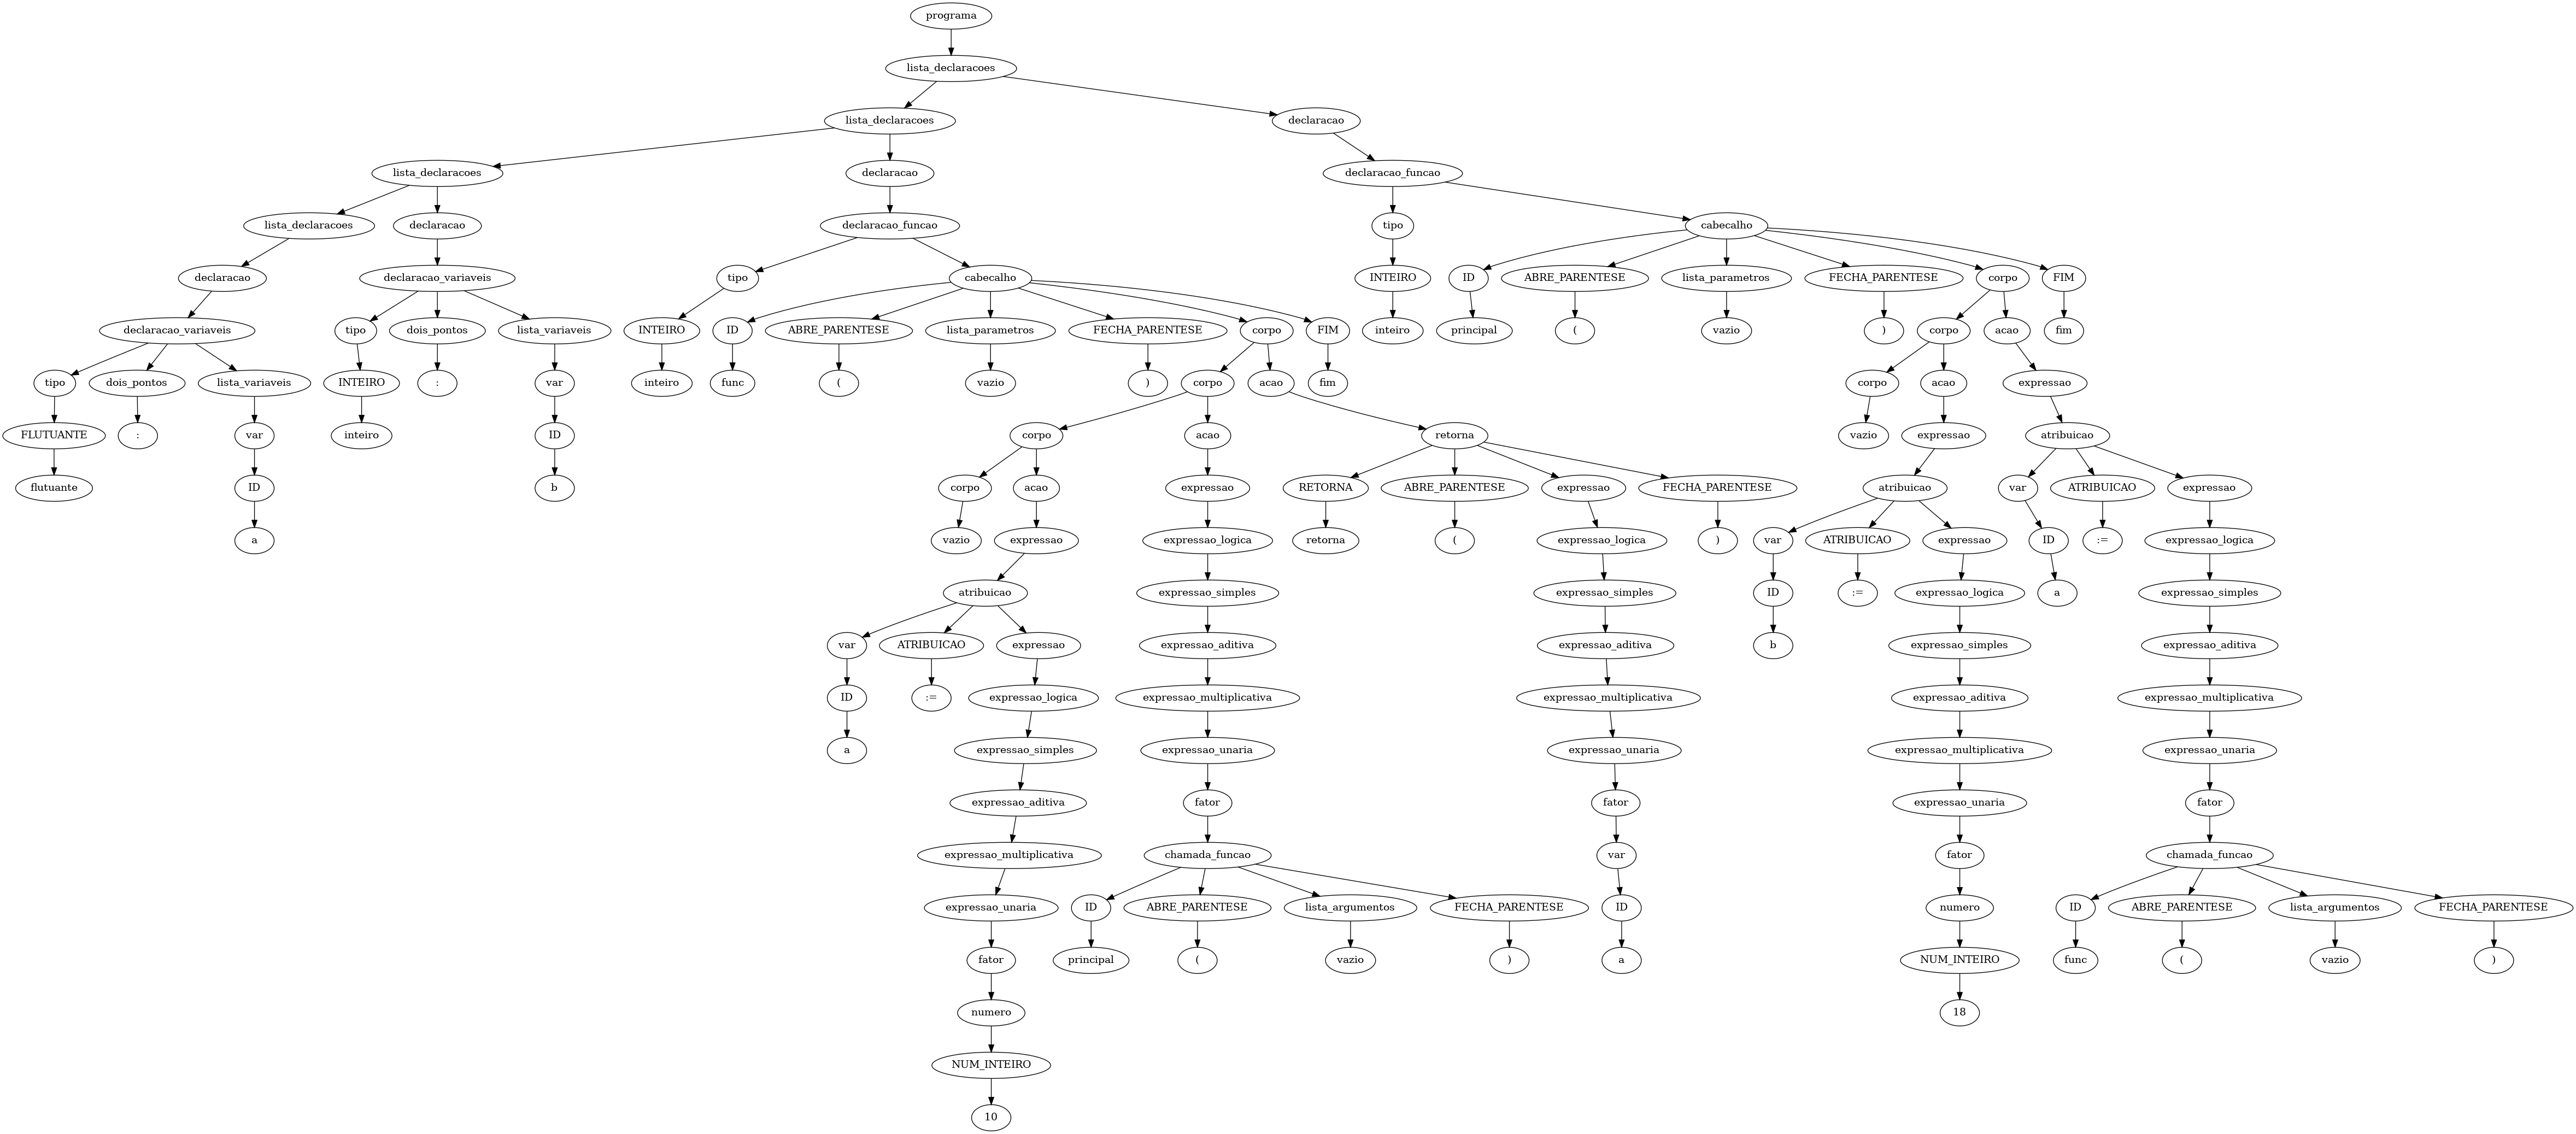 programa
lista_declaracoes
lista_declaracoes declaracao
lista_declaracoes declaracao declaracao_funcao
lista_declaracoes declaracao declaracao_funcao tipo cabecalho
declaracao declaracao_variaveis tipo cabecalho INTEIRO ID ABRE_PARENTESE lista_parametros FECHA_PARENTESE corpo FIM
declaracao_variaveis tipo dois_pontos lista_variaveis INTEIRO ID ABRE_PARENTESE lista_parametros FECHA_PARENTESE corpo FIM inteiro principal ( vazio ) corpo acao fim
tipo dois_pontos lista_variaveis INTEIRO : var inteiro func ( vazio ) corpo acao fim corpo acao expressao
FLUTUANTE : var inteiro ID corpo acao retorna vazio expressao atribuicao
flutuante ID b corpo acao expressao RETORNA ABRE_PARENTESE expressao FECHA_PARENTESE atribuicao var ATRIBUICAO expressao
a vazio expressao expressao_logica retorna ( expressao_logica ) var ATRIBUICAO expressao ID := expressao_logica
atribuicao expressao_simples expressao_simples ID := expressao_logica a expressao_simples
var ATRIBUICAO expressao expressao_aditiva expressao_aditiva b expressao_simples expressao_aditiva
ID := expressao_logica expressao_multiplicativa expressao_multiplicativa expressao_aditiva expressao_multiplicativa
a expressao_simples expressao_unaria expressao_unaria expressao_multiplicativa expressao_unaria
expressao_aditiva fator fator expressao_unaria fator
expressao_multiplicativa chamada_funcao var fator chamada_funcao
expressao_unaria ID ABRE_PARENTESE lista_argumentos FECHA_PARENTESE ID numero ID ABRE_PARENTESE lista_argumentos FECHA_PARENTESE
fator principal ( vazio ) a NUM_INTEIRO func ( vazio )
numero 18
NUM_INTEIRO
10